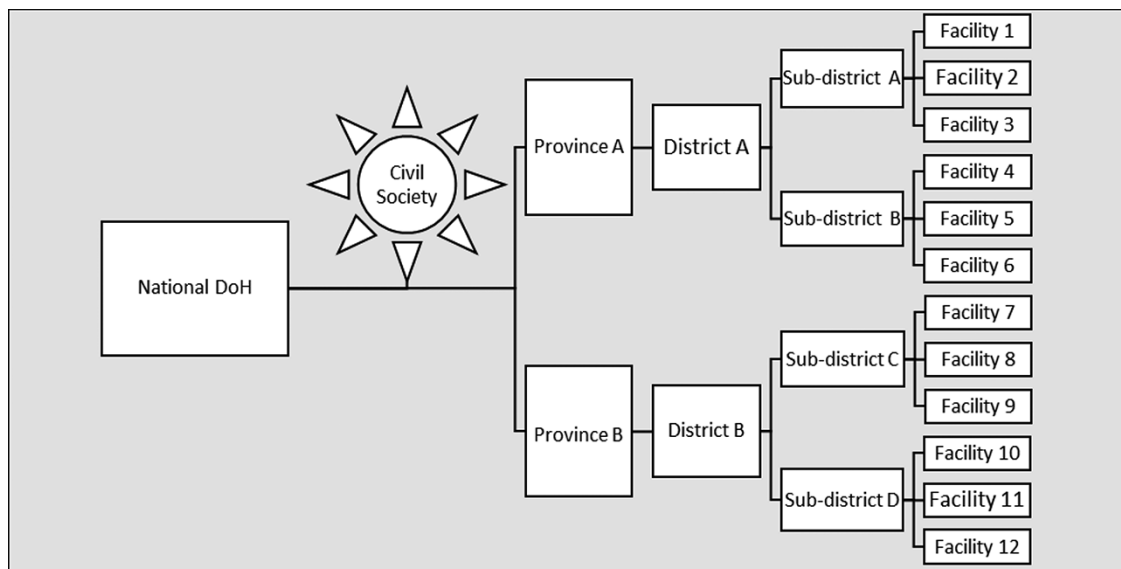 National DoH
Civil
Society
Province A
District A
Sub-district A
Facility 1
Facility 2
Facility 3
Sub-district B
Facility 4
Facility 5
Facility 6
Province B
District B
Sub-district C
Facility 7
Facility 8
Facility 9
Sub-district D
Facility 10
Facility 11
Facility 12